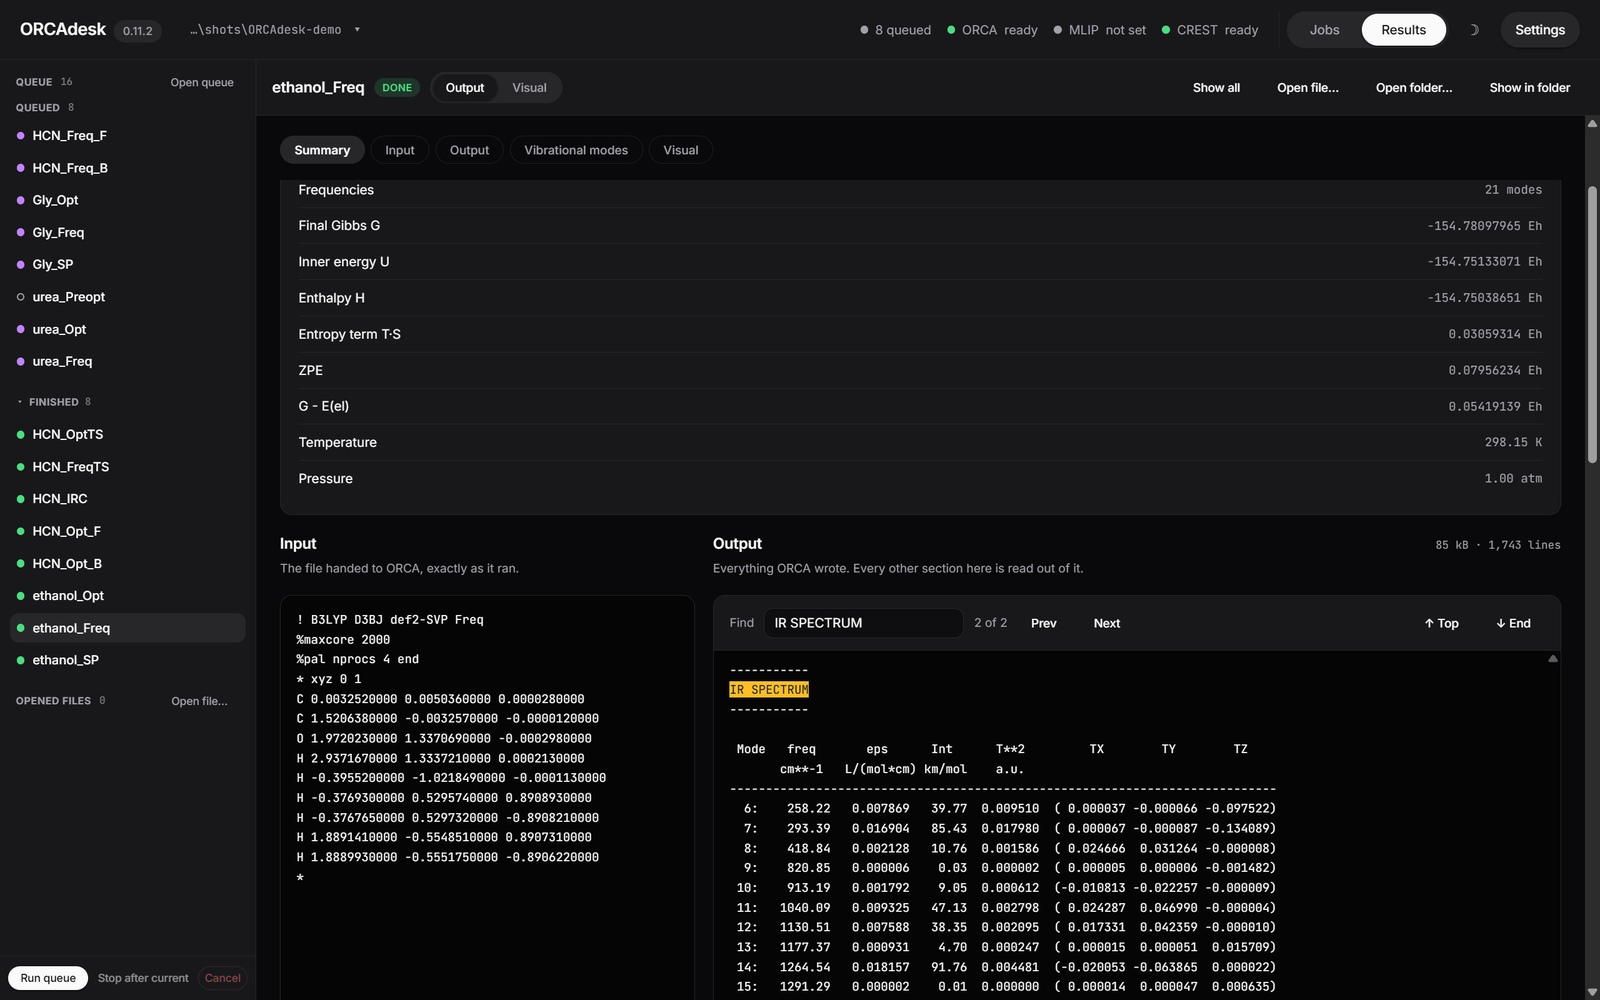 ORCAdesk 0.11.2 …\shots\ORCAdesk-demo ▾ 8 queued ORCA ready MLIP not set CREST ready Jobs Results Settings
QUEUE 16 Open queue
QUEUED 8
HCN_Freq_F
HCN_Freq_B
Gly_Opt
Gly_Freq
Gly_SP
urea_Preopt
urea_Opt
urea_Freq
FINISHED 8
HCN_OptTS
HCN_FreqTS
HCN_IRC
HCN_Opt_F
HCN_Opt_B
ethanol_Opt
ethanol_Freq
ethanol_SP
OPENED FILES 0 Open file...
Run queue Stop after current Cancel
ethanol_Freq DONE Output Visual Show all Open file... Open folder... Show in folder
Summary Input Output Vibrational modes Visual
Frequencies 21 modes
Final Gibbs G -154.78097965 Eh
Inner energy U -154.75133071 Eh
Enthalpy H -154.75038651 Eh
Entropy term T·S 0.03059314 Eh
ZPE 0.07956234 Eh
G - E(el) 0.05419139 Eh
Temperature 298.15 K
Pressure 1.00 atm
Input
The file handed to ORCA, exactly as it ran.
! B3LYP D3BJ def2-SVP Freq
%maxcore 2000
%pal nprocs 4 end
* xyz 0 1
C 0.0032520000 0.0050360000 0.0000280000
C 1.5206380000 -0.0032570000 -0.0000120000
O 1.9720230000 1.3370690000 -0.0002980000
H 2.9371670000 1.3337210000 0.0002130000
H -0.3955200000 -1.0218490000 -0.0001130000
H -0.3769300000 0.5295740000 0.8908930000
H -0.3767650000 0.5297320000 -0.8908210000
H 1.8891410000 -0.5548510000 0.8907310000
H 1.8889930000 -0.5551750000 -0.8906220000
*
Output 85 kB · 1,743 lines
Everything ORCA wrote. Every other section here is read out of it.
Find IR SPECTRUM 2 of 2 Prev Next ↑ Top ↓ End
-----------
IR SPECTRUM
-----------
Mode freq eps Int T**2 TX TY TZ
cm**-1 L/(mol*cm) km/mol a.u.
----------------------------------------------------------------------------
6: 258.22 0.007869 39.77 0.009510 ( 0.000037 -0.000066 -0.097522)
7: 293.39 0.016904 85.43 0.017980 ( 0.000067 -0.000087 -0.134089)
8: 418.84 0.002128 10.76 0.001586 ( 0.024666 0.031264 -0.000008)
9: 820.85 0.000006 0.03 0.000002 ( 0.000005 0.000006 -0.001482)
10: 913.19 0.001792 9.05 0.000612 (-0.010813 -0.022257 -0.000009)
11: 1040.09 0.009325 47.13 0.002798 ( 0.024287 0.046990 -0.000004)
12: 1130.51 0.007588 38.35 0.002095 ( 0.017331 0.042359 -0.000010)
13: 1177.37 0.000931 4.70 0.000247 ( 0.000015 0.000051 0.015709)
14: 1264.54 0.018157 91.76 0.004481 (-0.020053 -0.063865 0.000022)
15: 1291.29 0.000002 0.01 0.000000 ( 0.000014 0.000047 0.000635)